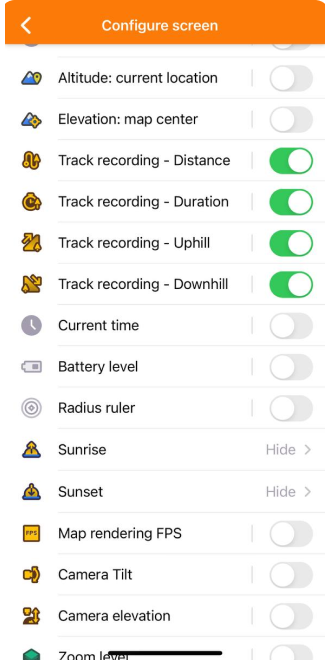 Configure screen
Altitude: current location
Elevation: map center
Track recording - Distance
Track recording - Duration
Track recording - Uphill
Track recording - Downhill
Current time
Battery level
Radius ruler
Sunrise Hide
Sunset Hide
FPS Map rendering FPS
Camera Tilt
Camera elevation
Zoom level